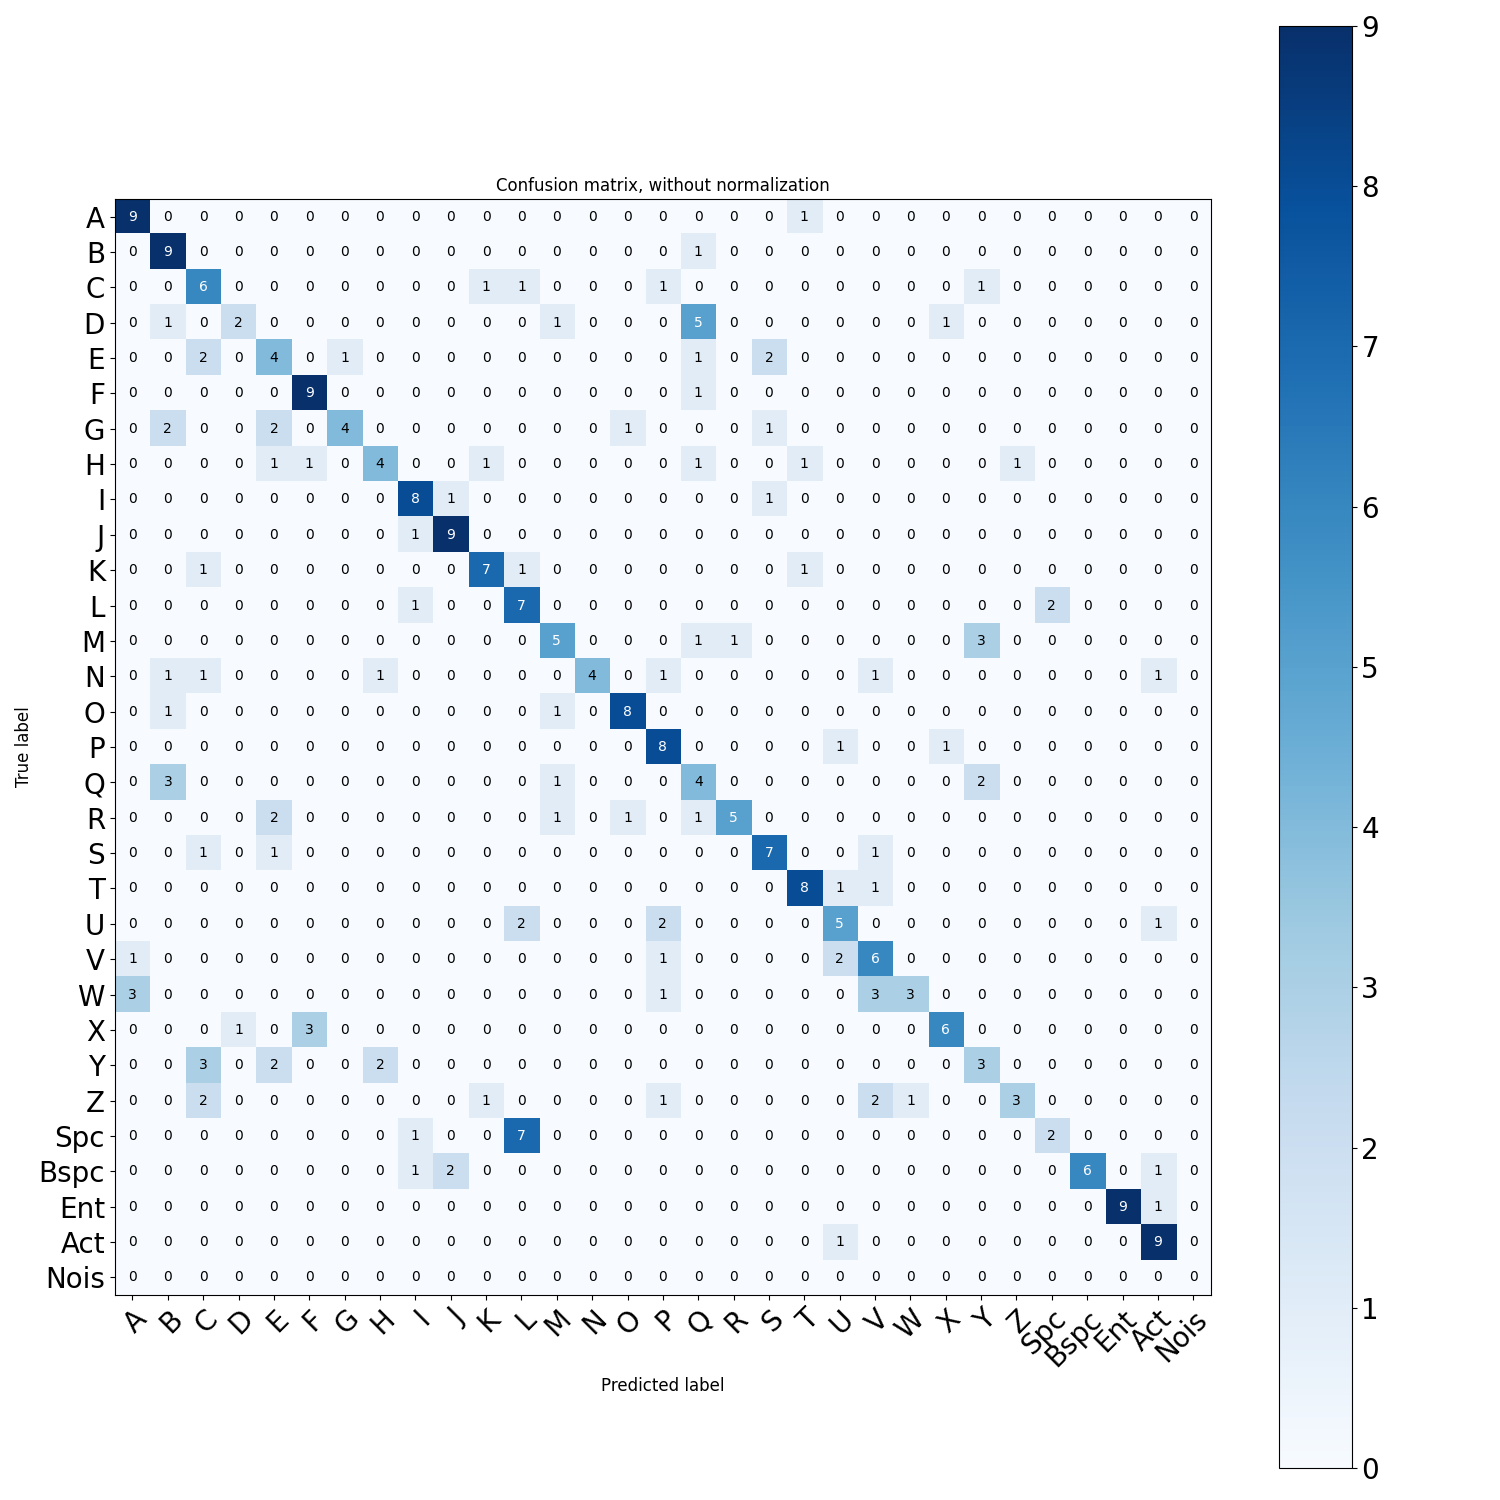 Confusion matrix, without normalization
A 9 0 0 0 0 0 0 0 0 0 0 0 0 0 0 0 0 0 0 1 0 0 0 0 0 0 0 0 0 0 0
B 0 9 0 0 0 0 0 0 0 0 0 0 0 0 0 0 1 0 0 0 0 0 0 0 0 0 0 0 0 0 0
C 0 0 6 0 0 0 0 0 0 0 1 1 0 0 0 1 0 0 0 0 0 0 0 0 1 0 0 0 0 0 0
D 0 1 0 2 0 0 0 0 0 0 0 0 1 0 0 0 5 0 0 0 0 0 0 1 0 0 0 0 0 0 0
E 0 0 2 0 4 0 1 0 0 0 0 0 0 0 0 0 1 0 2 0 0 0 0 0 0 0 0 0 0 0 0
F 0 0 0 0 0 9 0 0 0 0 0 0 0 0 0 0 1 0 0 0 0 0 0 0 0 0 0 0 0 0 0
G 0 2 0 0 2 0 4 0 0 0 0 0 0 0 1 0 0 0 1 0 0 0 0 0 0 0 0 0 0 0 0
H 0 0 0 0 1 1 0 4 0 0 1 0 0 0 0 0 1 0 0 1 0 0 0 0 0 1 0 0 0 0 0
I 0 0 0 0 0 0 0 0 8 1 0 0 0 0 0 0 0 0 1 0 0 0 0 0 0 0 0 0 0 0 0
J 0 0 0 0 0 0 0 0 1 9 0 0 0 0 0 0 0 0 0 0 0 0 0 0 0 0 0 0 0 0 0
K 0 0 1 0 0 0 0 0 0 0 7 1 0 0 0 0 0 0 0 1 0 0 0 0 0 0 0 0 0 0 0
L 0 0 0 0 0 0 0 0 1 0 0 7 0 0 0 0 0 0 0 0 0 0 0 0 0 0 2 0 0 0 0
M 0 0 0 0 0 0 0 0 0 0 0 0 5 0 0 0 1 1 0 0 0 0 0 0 3 0 0 0 0 0 0
N 0 1 1 0 0 0 0 1 0 0 0 0 0 4 0 1 0 0 0 0 0 1 0 0 0 0 0 0 0 1 0
O 0 1 0 0 0 0 0 0 0 0 0 0 1 0 8 0 0 0 0 0 0 0 0 0 0 0 0 0 0 0 0
P 0 0 0 0 0 0 0 0 0 0 0 0 0 0 0 8 0 0 0 0 1 0 0 1 0 0 0 0 0 0 0
Q 0 3 0 0 0 0 0 0 0 0 0 0 1 0 0 0 4 0 0 0 0 0 0 0 2 0 0 0 0 0 0
R 0 0 0 0 2 0 0 0 0 0 0 0 1 0 1 0 1 5 0 0 0 0 0 0 0 0 0 0 0 0 0
S 0 0 1 0 1 0 0 0 0 0 0 0 0 0 0 0 0 0 7 0 0 1 0 0 0 0 0 0 0 0 0
T 0 0 0 0 0 0 0 0 0 0 0 0 0 0 0 0 0 0 0 8 1 1 0 0 0 0 0 0 0 0 0
U 0 0 0 0 0 0 0 0 0 0 0 2 0 0 0 2 0 0 0 0 5 0 0 0 0 0 0 0 0 1 0
V 1 0 0 0 0 0 0 0 0 0 0 0 0 0 0 1 0 0 0 0 2 6 0 0 0 0 0 0 0 0 0
W 3 0 0 0 0 0 0 0 0 0 0 0 0 0 0 1 0 0 0 0 0 3 3 0 0 0 0 0 0 0 0
X 0 0 0 1 0 3 0 0 0 0 0 0 0 0 0 0 0 0 0 0 0 0 0 6 0 0 0 0 0 0 0
Y 0 0 3 0 2 0 0 2 0 0 0 0 0 0 0 0 0 0 0 0 0 0 0 0 3 0 0 0 0 0 0
Z 0 0 2 0 0 0 0 0 0 0 1 0 0 0 0 1 0 0 0 0 0 2 1 0 0 3 0 0 0 0 0
Spc 0 0 0 0 0 0 0 0 1 0 0 7 0 0 0 0 0 0 0 0 0 0 0 0 0 0 2 0 0 0 0
Bspc 0 0 0 0 0 0 0 0 1 2 0 0 0 0 0 0 0 0 0 0 0 0 0 0 0 0 0 6 0 1 0
Ent 0 0 0 0 0 0 0 0 0 0 0 0 0 0 0 0 0 0 0 0 0 0 0 0 0 0 0 0 9 1 0
Act 0 0 0 0 0 0 0 0 0 0 0 0 0 0 0 0 0 0 0 0 1 0 0 0 0 0 0 0 0 9 0
Nois 0 0 0 0 0 0 0 0 0 0 0 0 0 0 0 0 0 0 0 0 0 0 0 0 0 0 0 0 0 0 0
A B C D E F G H I J K L M N O P Q R S T U V W X Y Z Spc Bspc Ent Act Nois
Predicted label
True label
9
8
7
6
5
4
3
2
1
0